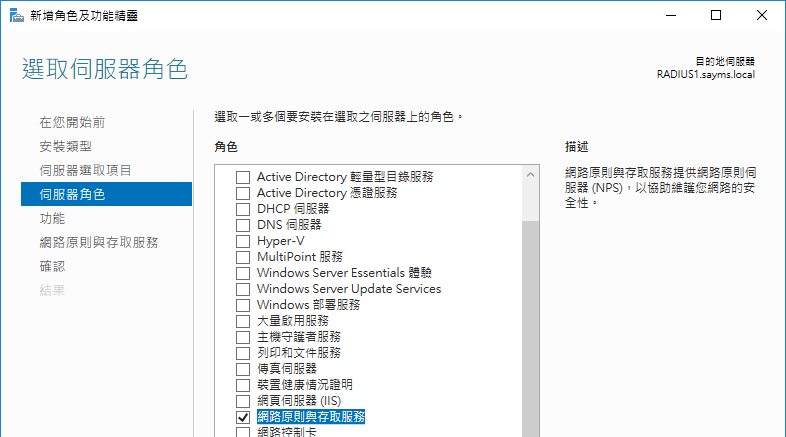 新增角色及功能精靈
選取伺服器角色
目的地伺服器
RADIUS1.sayms.local
在您開始前
安裝類型
伺服器選取項目
伺服器角色
功能
網路原則與存取服務
確認
結果
選取一或多個要安裝在選取之伺服器上的角色。
角色
Active Directory 輕量型目錄服務
Active Directory 憑證服務
DHCP 伺服器
DNS 伺服器
Hyper-V
MultiPoint 服務
Windows Server Essentials 體驗
Windows Server Update Services
Windows 部署服務
大量啟用服務
主機守護者服務
列印和文件服務
傳真伺服器
裝置健康情況證明
網頁伺服器 (IIS)
網路原則與存取服務
網路控制卡
描述
網路原則與存取服務提供網路原則伺
服器 (NPS)，以協助維護您網路的安
全性。